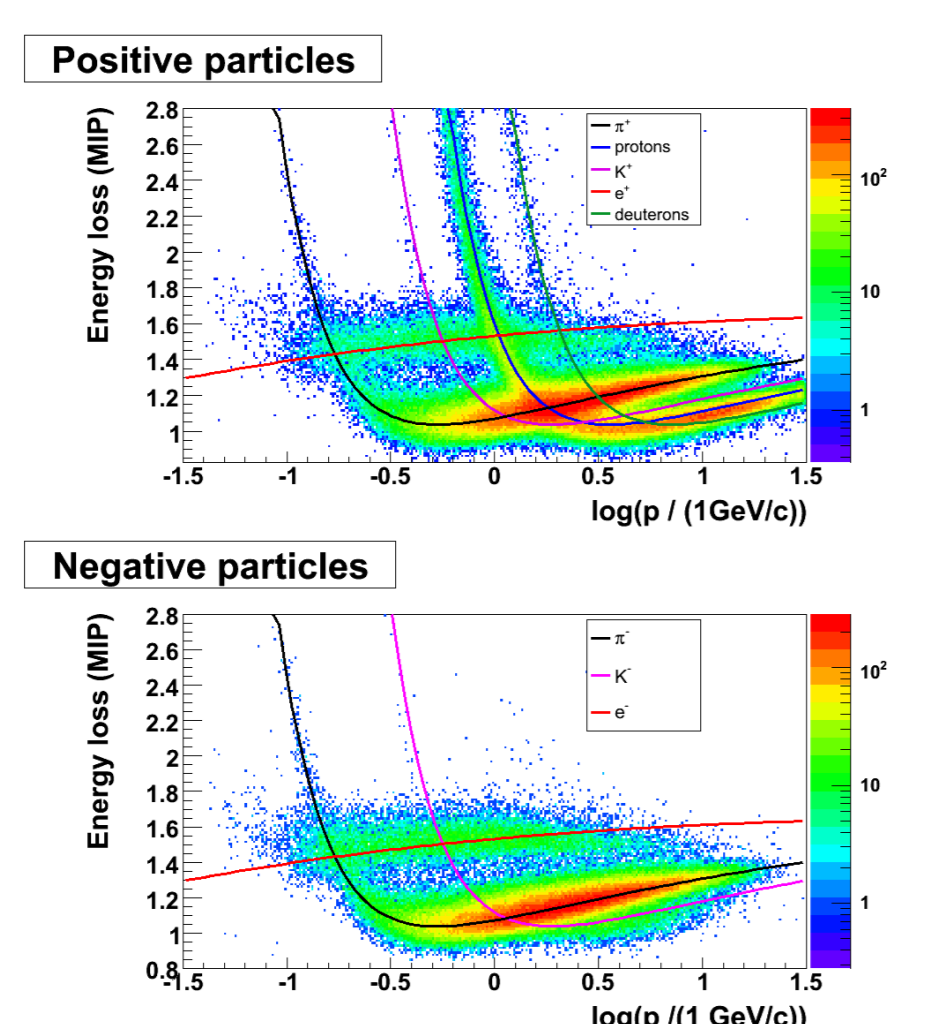 Positive particles
Energy loss (MIP)
2.8
2.6
2.4
2.2
2
1.8
1.6
1.4
1.2
1
π⁺
protons
K⁺
e⁺
deuterons
10²
10
1
-1.5 -1 -0.5 0 0.5 1 1.5
log(p / (1GeV/c))
Negative particles
Energy loss (MIP)
2.8
2.6
2.4
2.2
2
1.8
1.6
1.4
1.2
1
0.8
π⁻
K⁻
e⁻
10²
10
1
-1.5 -1 -0.5 0 0.5 1 1.5
log(p /(1 GeV/c))